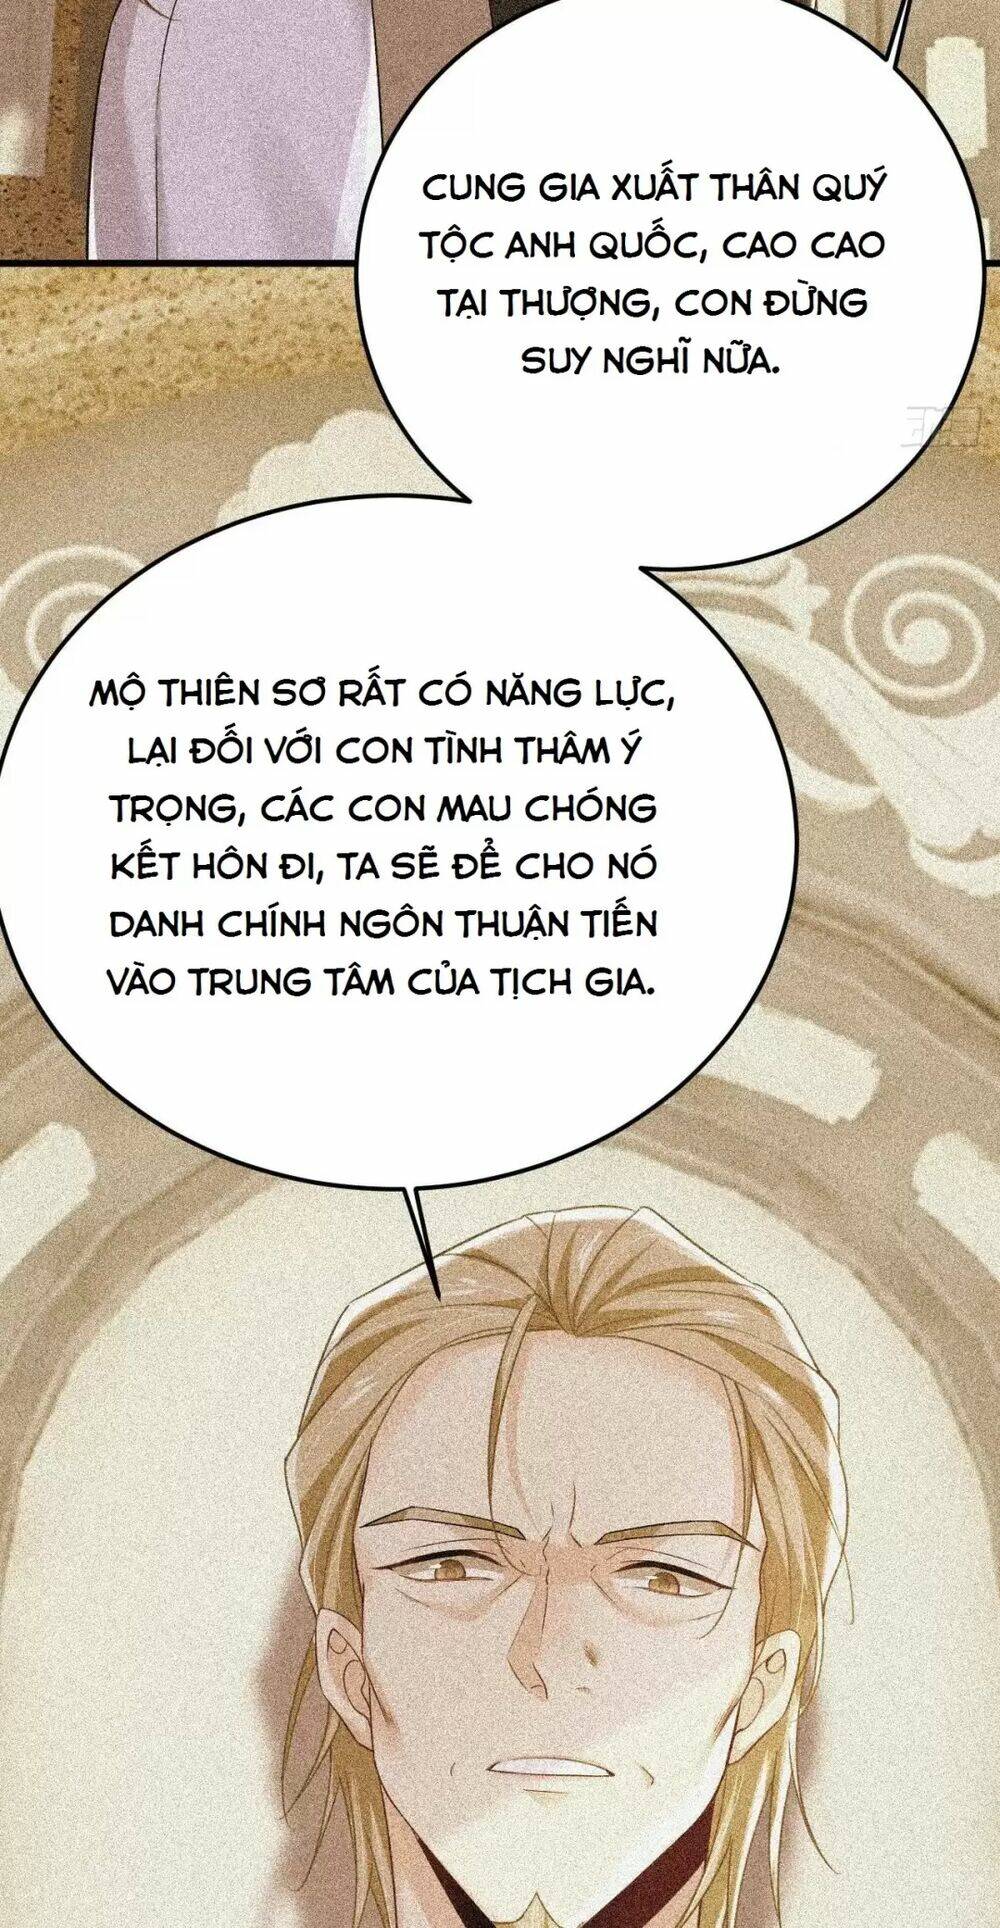 CUNG GIA XUẤT THÂN QUÝ
TỘC ANH QUỐC, CAO CAO
TẠI THƯỢNG, CON ĐỪNG
SUY NGHĨ NỮA.
MỘ THIÊN SƠ RẤT CÓ NĂNG LỰC,
LẠI ĐỐI VỚI CON TÌNH THÂM Ý
TRỌNG, CÁC CON MAU CHÓNG
KẾT HÔN ĐI, TA SẼ ĐỂ CHO NÓ
DANH CHÍNH NGÔN THUẬN TIẾN
VÀO TRUNG TÂM CỦA TỊCH GIA.